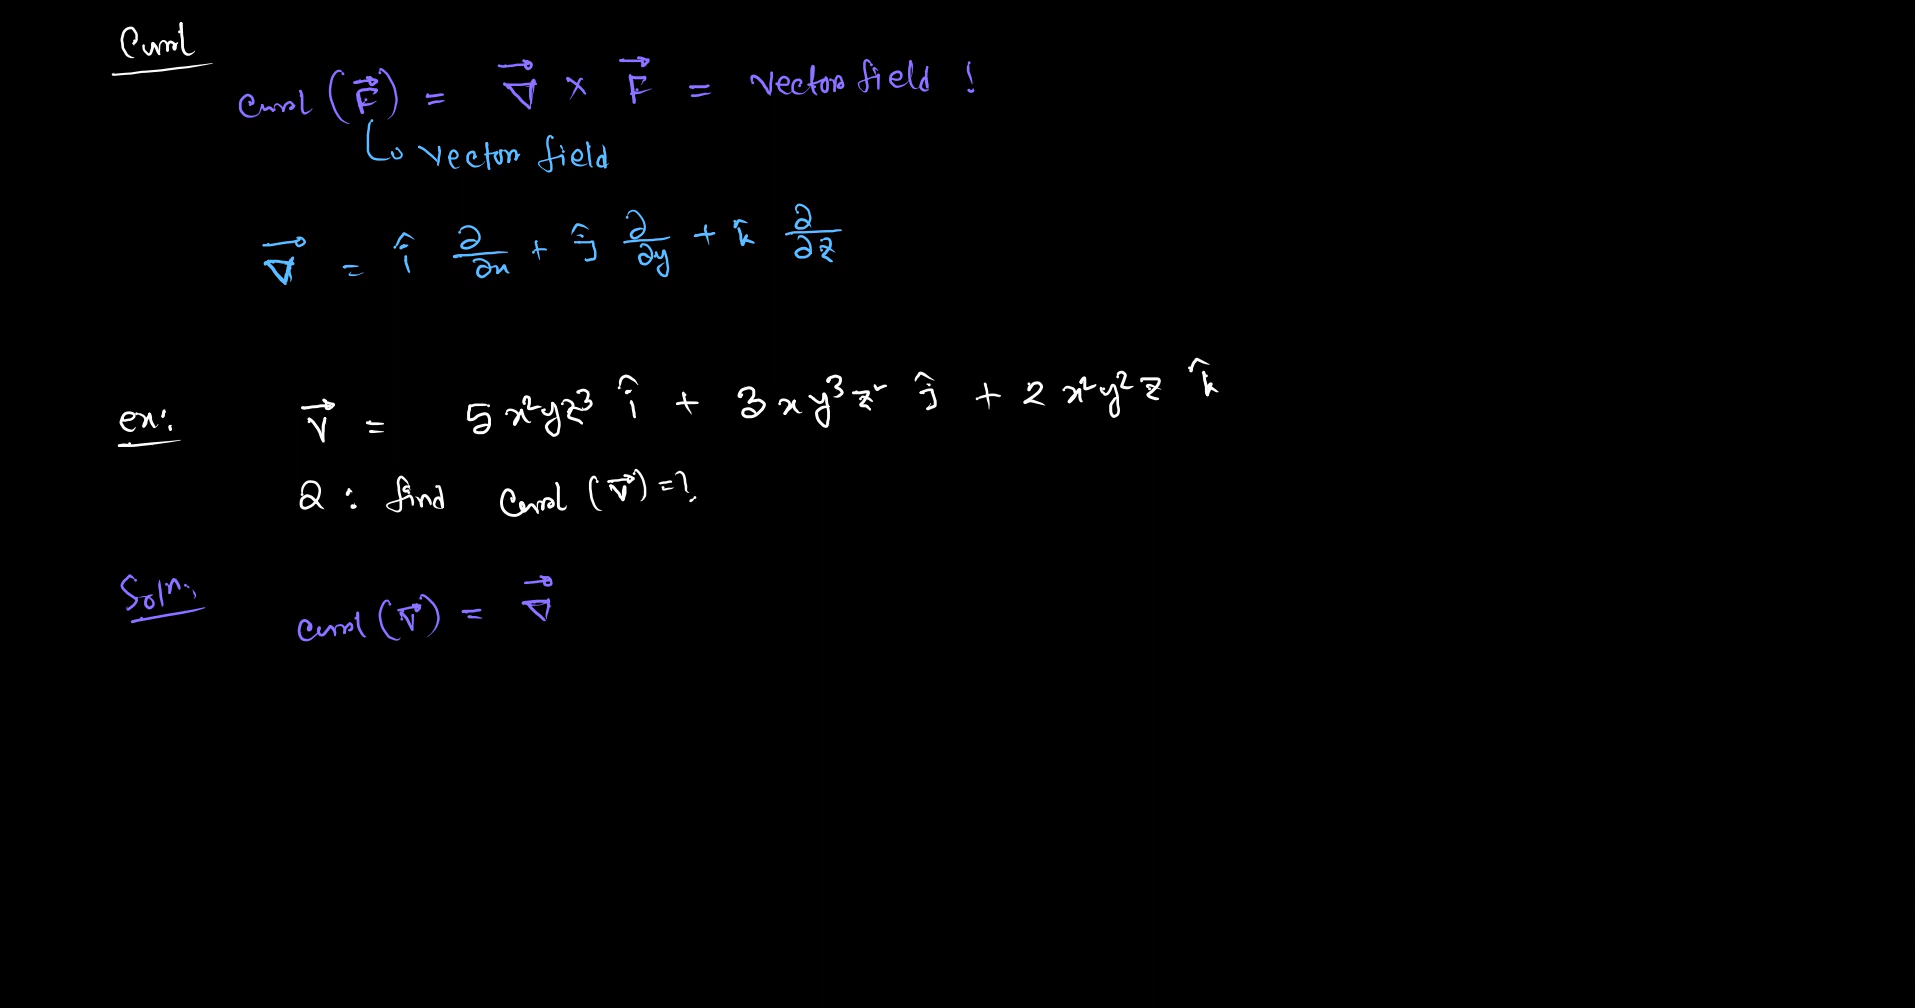 Curl
curl (F⃗) = ∇⃗ × F⃗ = vector field !
↳ vector field
∇⃗ = î ∂/∂x + ĵ ∂/∂y + k̂ ∂/∂z
ex: V⃗ = 5x²yz³ î + 3xy³z² ĵ + 2x²y²z k̂
Q : find curl (V⃗) = ?
Soln: curl (V⃗) = ∇⃗